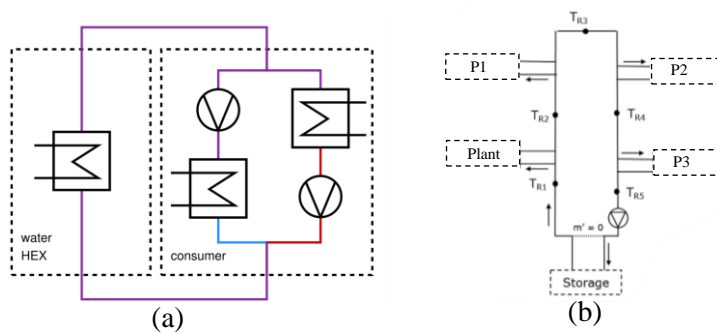 water
HEX
consumer
(a)
T_R3
P1
P2
T_R2
T_R4
Plant
P3
T_R1
T_R5
m' = 0
Storage
(b)